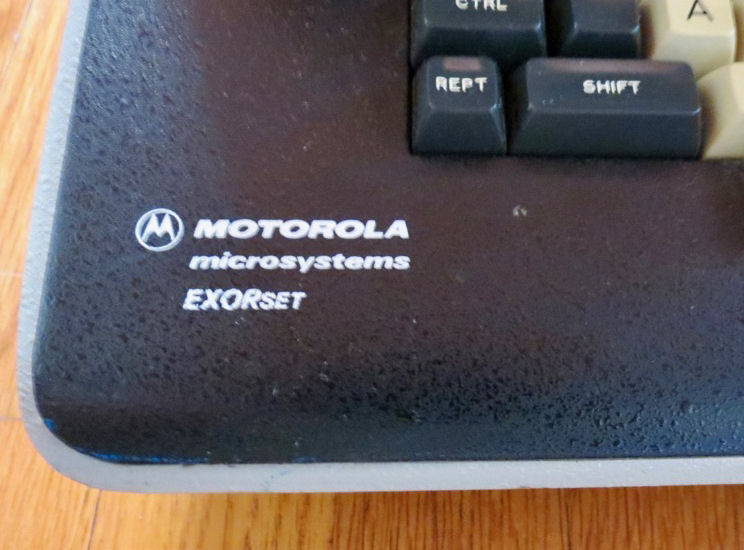 CTRL
A
REPT
SHIFT
MOTOROLA
microsystems
EXORSET